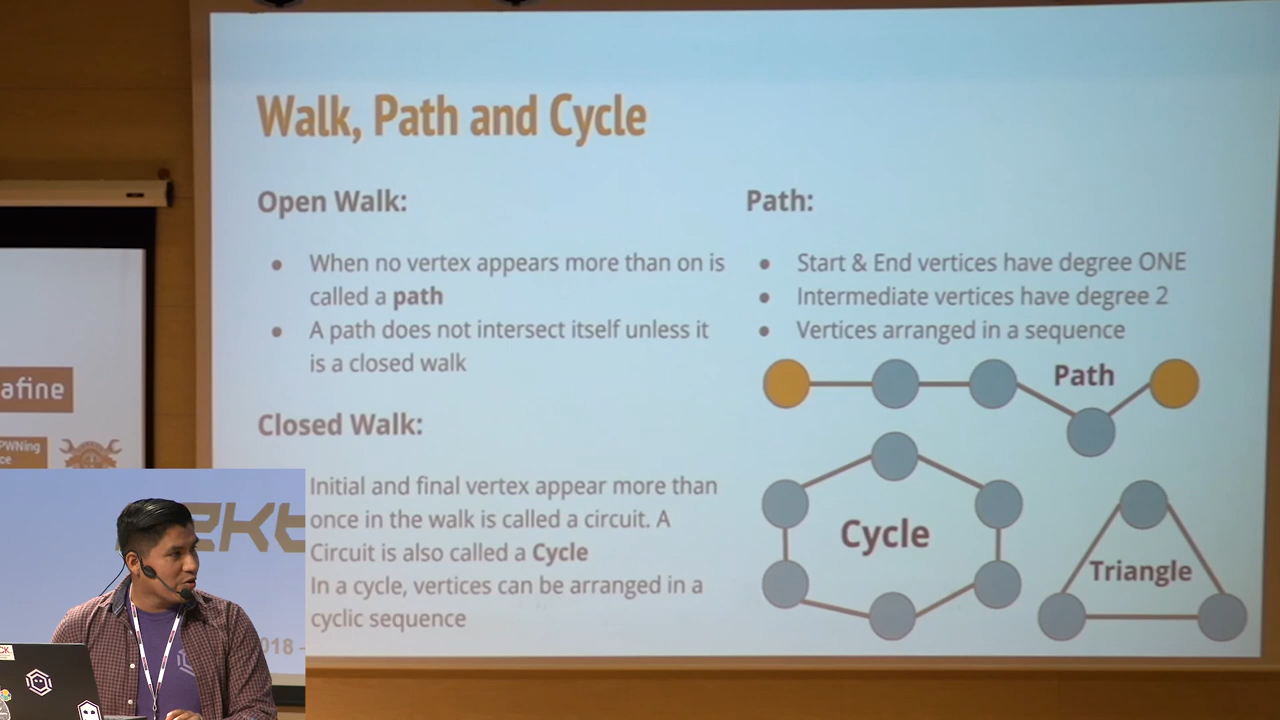 Walk, Path and Cycle
Open Walk:
When no vertex appears more than on is
called a path
A path does not intersect itself unless it
is a closed walk
Closed Walk:
Initial and final vertex appear more than
once in the walk is called a circuit. A
Circuit is also called a Cycle
In a cycle, vertices can be arranged in a
cyclic sequence
Path:
Start & End vertices have degree ONE
Intermediate vertices have degree 2
Vertices arranged in a sequence
Path
Cycle
Triangle
afine
PWNing
ce
018 -